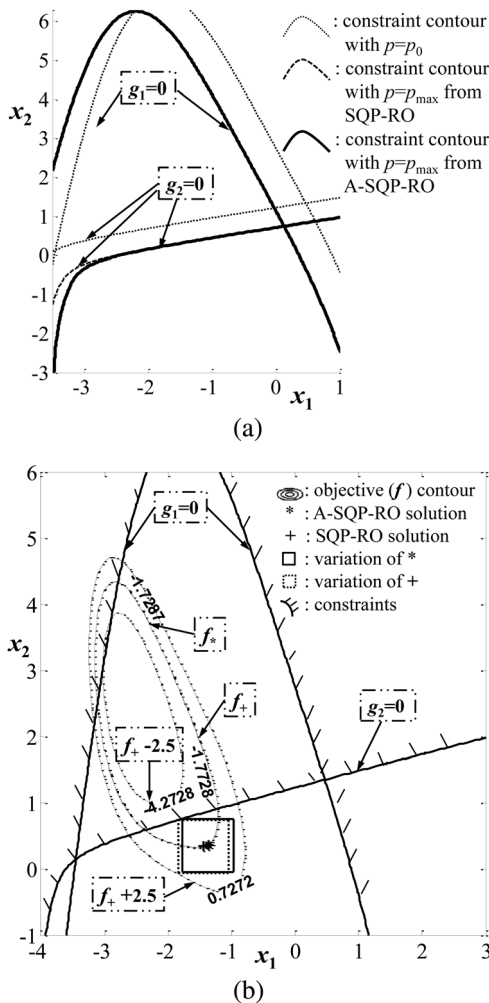 6
5
4
3
2
1
0
-1
-2
-3
x2
-3 -2 -1 0 1
x1
g1=0
g2=0
: constraint contour
with p=p0
: constraint contour
with p=pmax from
SQP-RO
: constraint contour
with p=pmax from
A-SQP-RO
(a)
6
5
4
3
2
1
0
-1
x2
-4 -3 -2 -1 0 1 2 3
x1
g1=0
: objective (f) contour
* : A-SQP-RO solution
+ : SQP-RO solution
: variation of *
: variation of +
: constraints
-1.7287
f*
f+
g2=0
f+ -2.5
-1.7728
-4.2728
f+ +2.5
0.7272
(b)